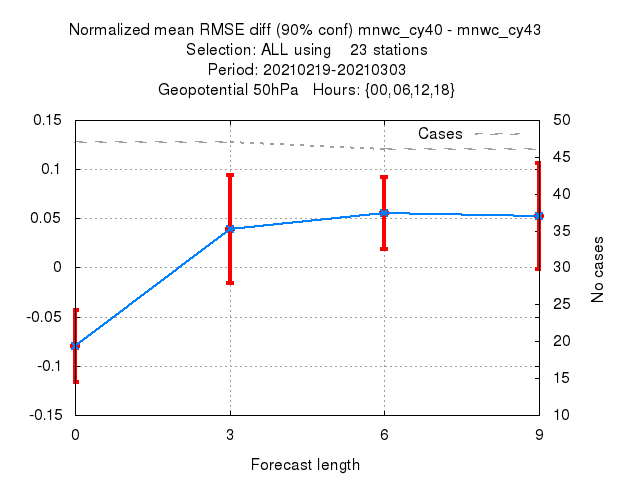 Normalized mean RMSE diff (90% conf) mnwc_cy40 - mnwc_cy43
Selection: ALL using    23 stations
Period: 20210219-20210303
Geopotential 50hPa   Hours: {00,06,12,18}
Cases
0.15
0.1
0.05
0
-0.05
-0.1
-0.15
50
45
40
35
30
25
20
15
10
No cases
0
3
6
9
Forecast length